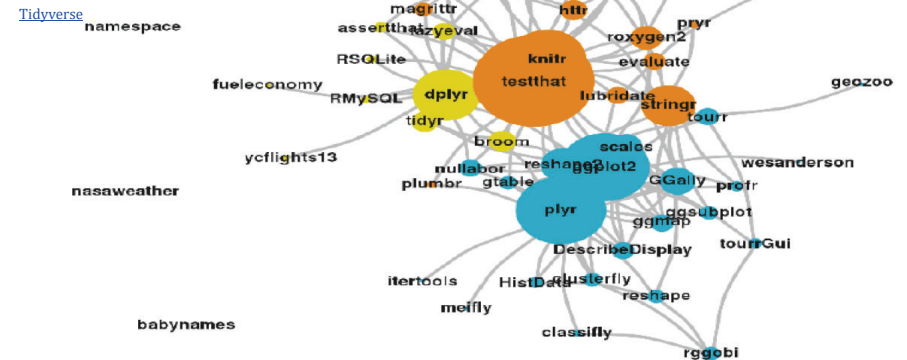 Tidyverse
magrittr
httr
namespace
assertthat
lazyeval
pryr
roxygen2
RSQLite
knitr
evaluate
testthat
fueleconomy
RMySQL
dplyr
lubridate
stringr
geozoo
tidyr
tourr
broom
scales
ycflights13
nullabor
reshape2
ggplot2
wesanderson
nasaweather
plumbr
gtable
GGally
profr
plyr
ggmap
ggsubplot
DescribeDisplay
tourrGui
itertools
HistData
clusterfly
reshape
meifly
babynames
classifly
rggobi